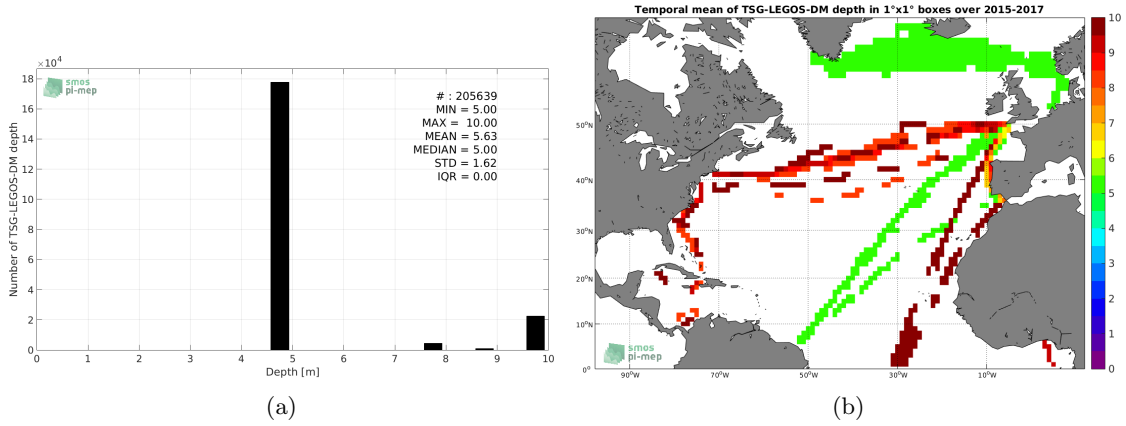 ×10⁴
18
16
14
12
10
8
6
4
2
0
Number of TSG-LEGOS-DM depth
smos
pi-mep
# : 205639
MIN = 5.00
MAX = 10.00
MEAN = 5.63
MEDIAN = 5.00
STD = 1.62
IQR = 0.00
0 1 2 3 4 5 6 7 8 9 10
Depth [m]
(a)
Temporal mean of TSG-LEGOS-DM depth in 1°x1° boxes over 2015-2017
50°N
40°N
30°N
20°N
10°N
0°
90°W 70°W 50°W 30°W 10°W
smos
pi-mep
10
9
8
7
6
5
4
3
2
1
0
(b)